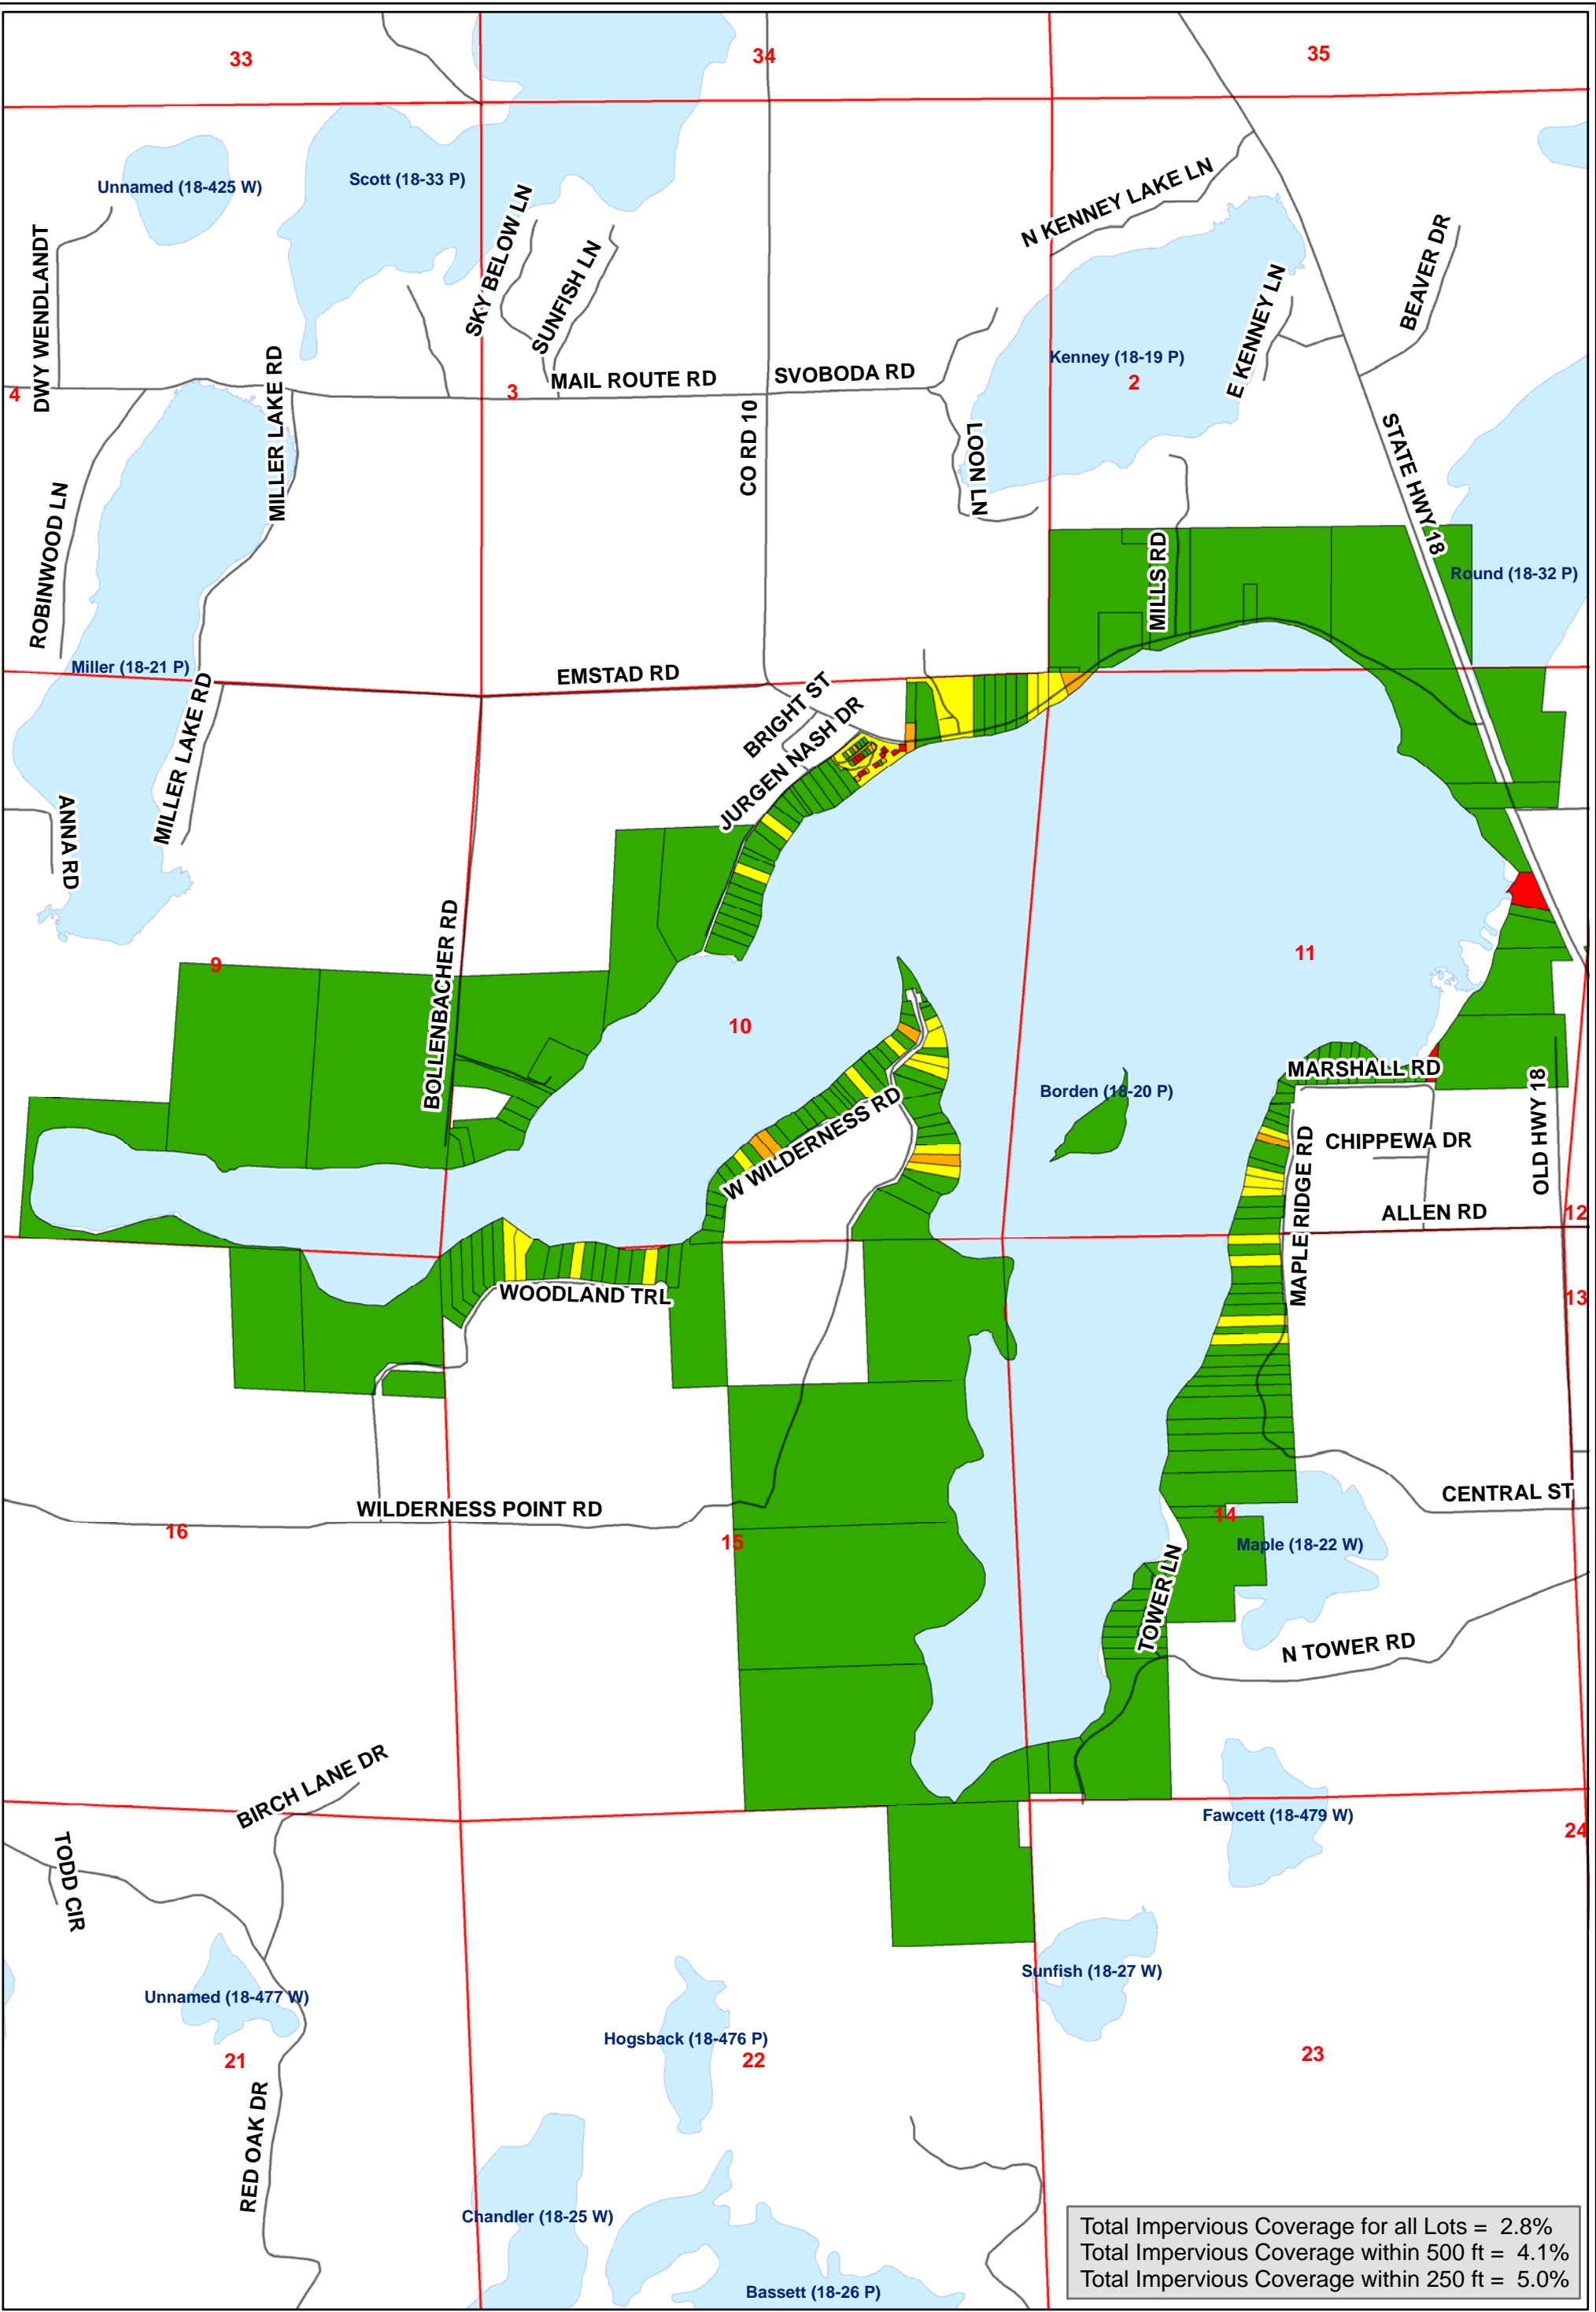 33
34
35
Unnamed (18-425 W)
Scott (18-33 P)
N KENNEY LAKE LN
DWY WENDLANDT
SKY BELOW LN
SUNFISH LN
BEAVER DR
E KENNEY LN
Kenney (18-19 P)
2
4
MILLER LAKE RD
3
MAIL ROUTE RD
SVOBODA RD
CO RD 10
LOON LN
STATE HWY 18
ROBINWOOD LN
MILLS RD
Round (18-32 P)
Miller (18-21 P)
EMSTAD RD
MILLER LAKE RD
BRIGHT ST
JURGEN NASH DR
ANNA RD
9
BOLLENBACHER RD
10
11
MARSHALL RD
Borden (18-20 P)
W WILDERNESS RD
CHIPPEWA DR
OLD HWY 18
MAPLE RIDGE RD
ALLEN RD
12
WOODLAND TRL
13
WILDERNESS POINT RD
CENTRAL ST
16
15
14
Maple (18-22 W)
TOWER LN
N TOWER RD
BIRCH LANE DR
Fawcett (18-479 W)
24
TODD CIR
Sunfish (18-27 W)
Unnamed (18-477 W)
Hogsback (18-476 P)
21
22
23
RED OAK DR
Chandler (18-25 W)
Bassett (18-26 P)
Total Impervious Coverage for all Lots = 2.8%
Total Impervious Coverage within 500 ft = 4.1%
Total Impervious Coverage within 250 ft = 5.0%